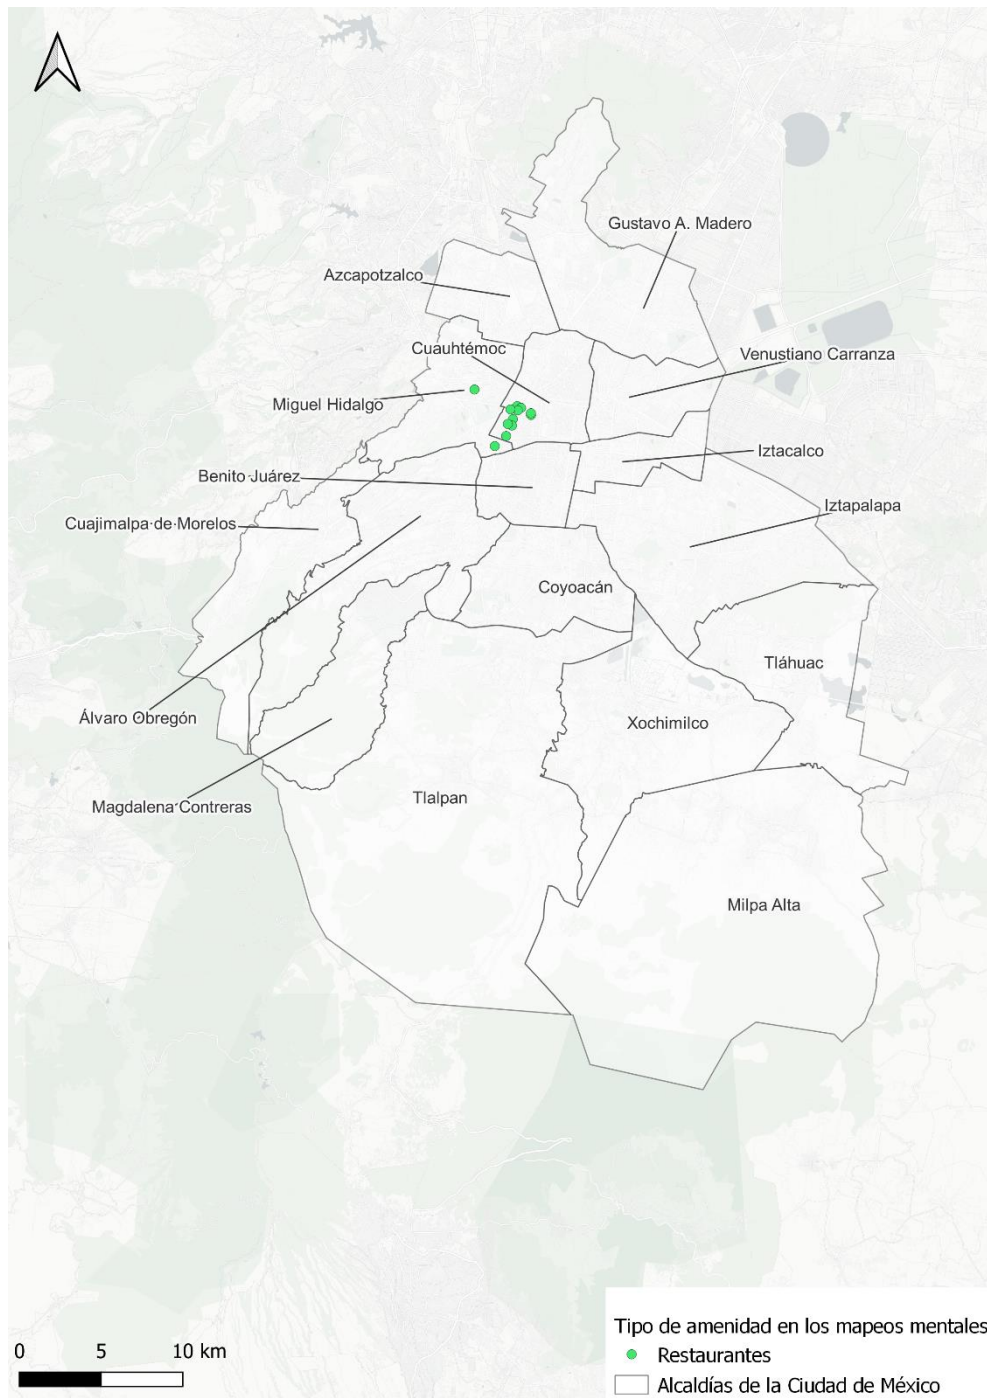 Gustavo A. Madero
Azcapotzalco
Cuauhtémoc
Venustiano Carranza
Miguel Hidalgo
Iztacalco
Benito Juárez
Iztapalapa
Cuajimalpa de Morelos
Coyoacán
Tláhuac
Álvaro Obregón
Xochimilco
Tlalpan
Magdalena Contreras
Milpa Alta
Tipo de amenidad en los mapeos mentales
Restaurantes
Alcaldías de la Ciudad de México
0 5 10 km